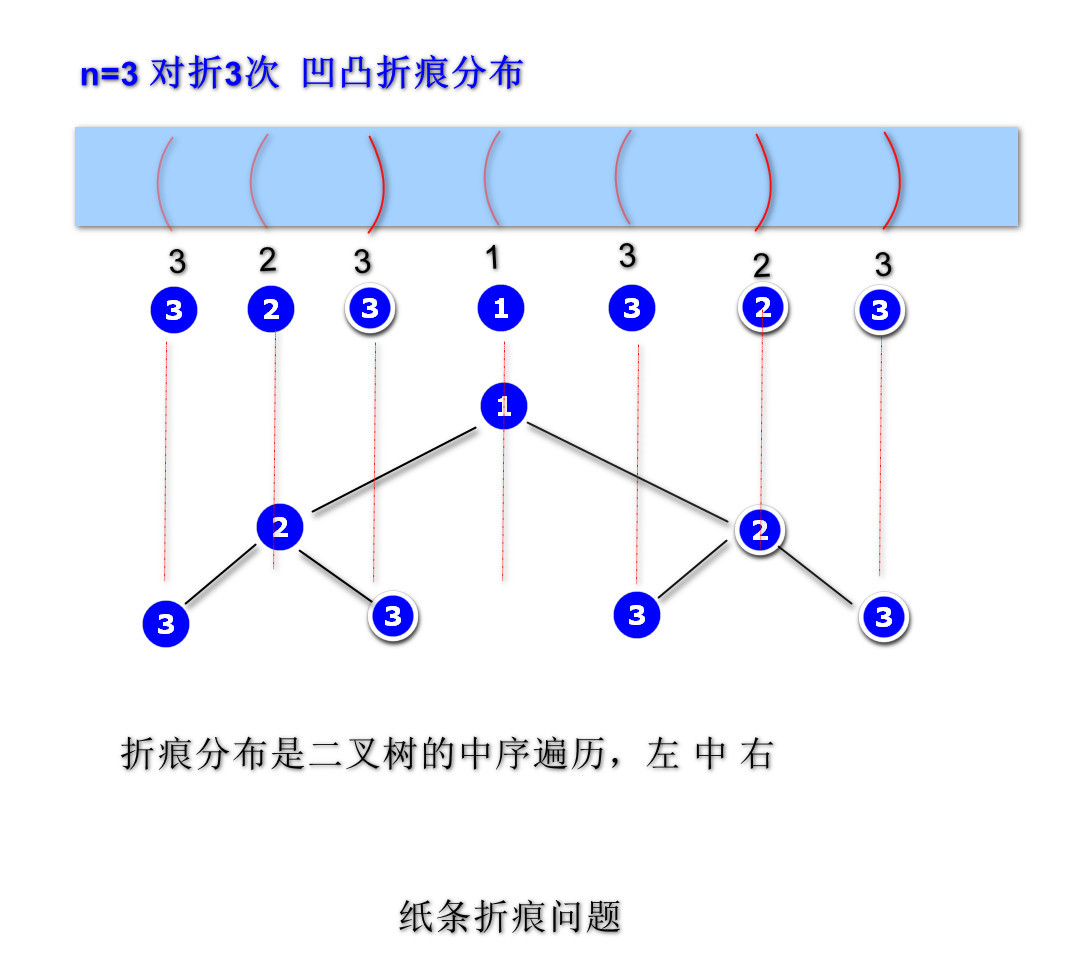 n=3 对折3次 凹凸折痕分布
3 2 3 1 3 2 3
3 2 3 1 3 2 3
1
2 2
3 3 3 3
折痕分布是二叉树的中序遍历，左 中 右
纸条折痕问题